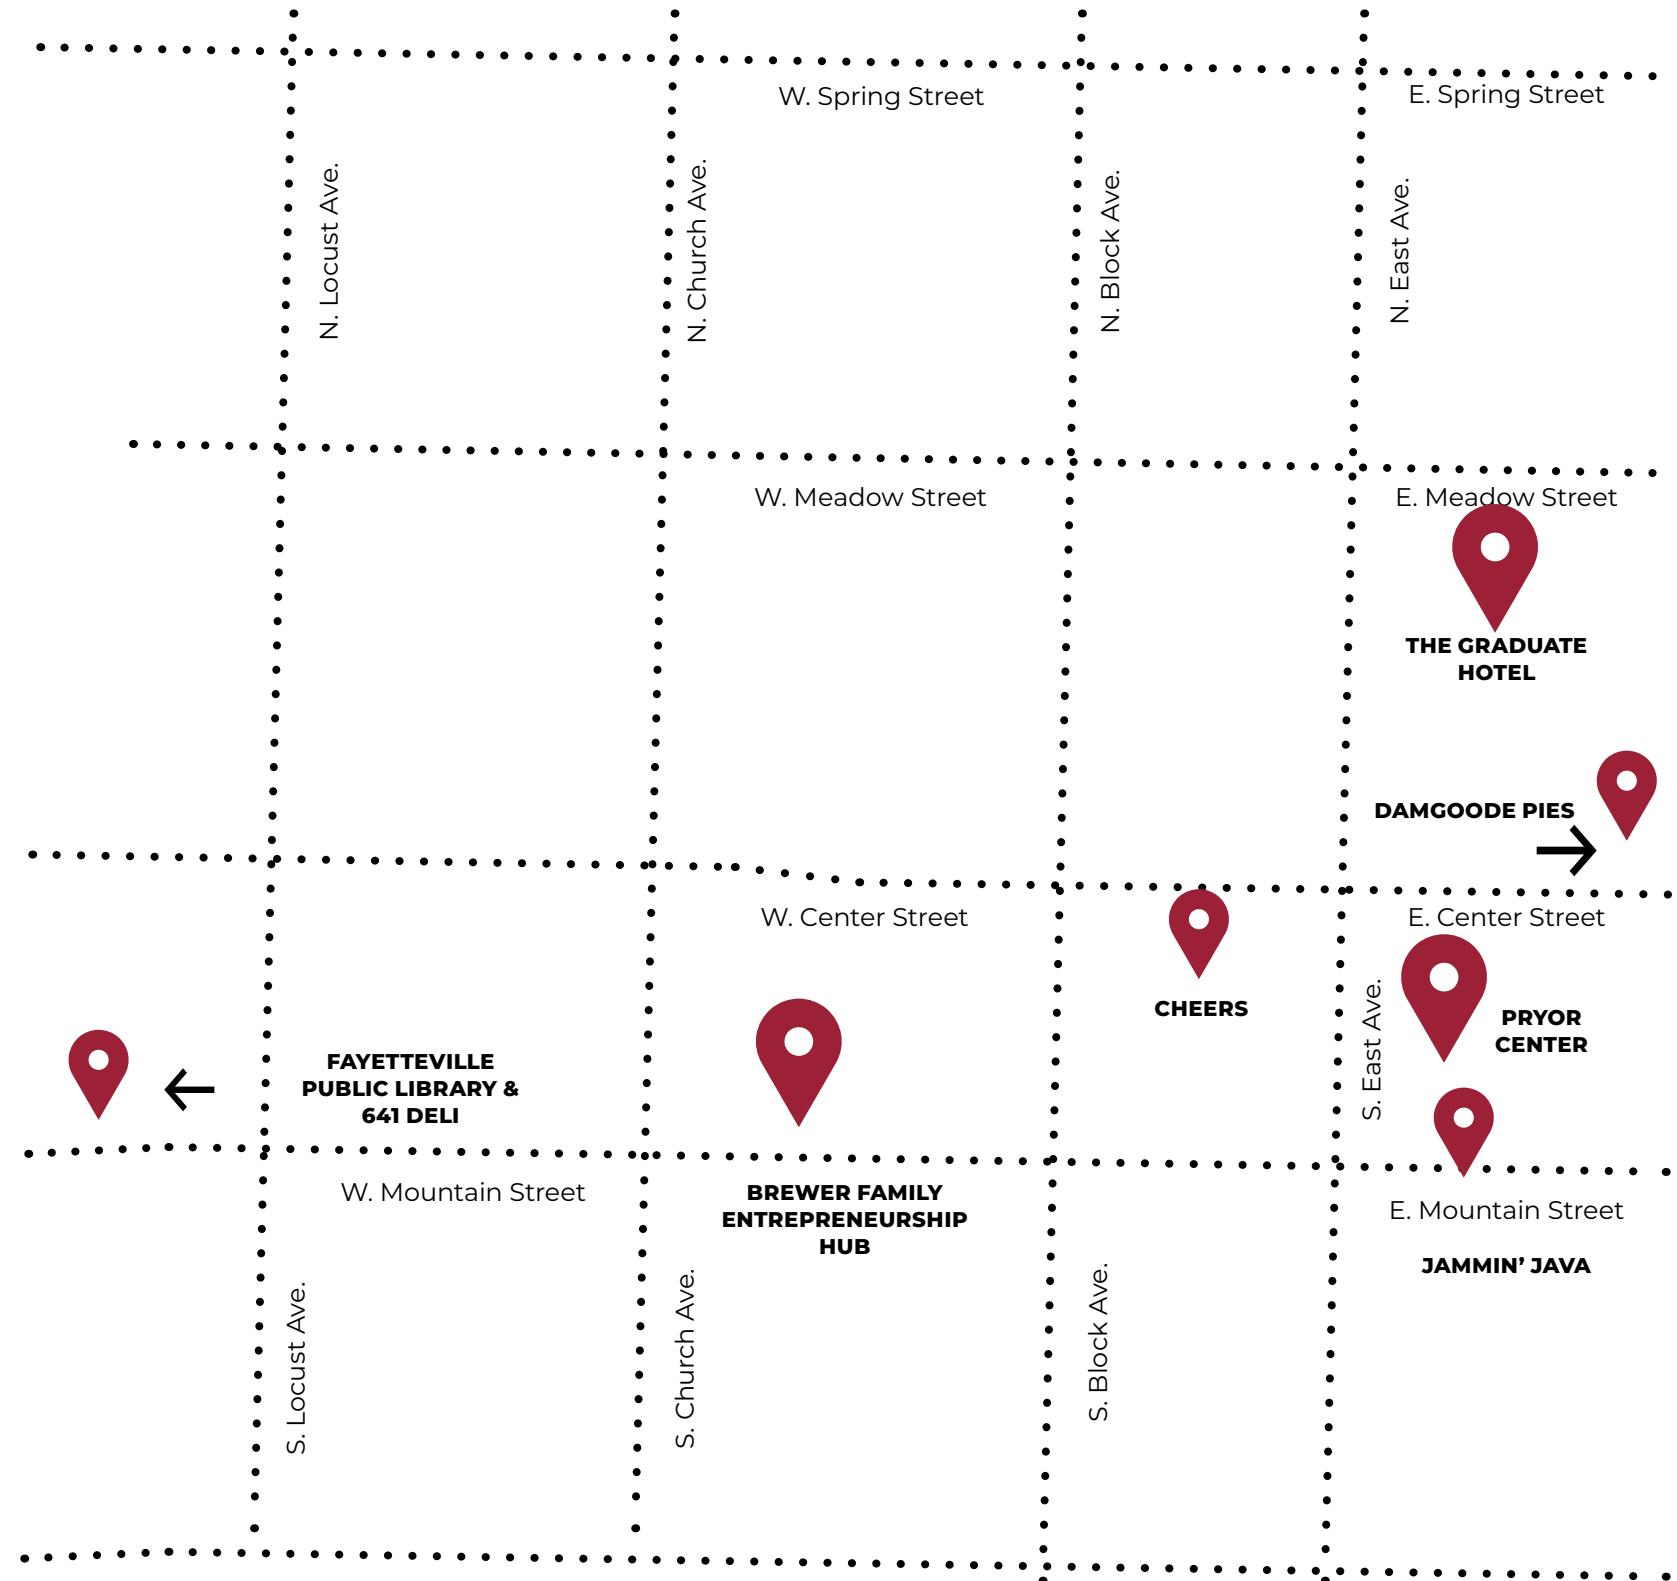 W. Spring Street
E. Spring Street
N. Locust Ave.
N. Church Ave.
N. Block Ave.
N. East Ave.
W. Meadow Street
E. Meadow Street
THE GRADUATE
HOTEL
DAMGOODE PIES
W. Center Street
E. Center Street
CHEERS
S. East Ave.
PRYOR
CENTER
FAYETTEVILLE
PUBLIC LIBRARY &
641 DELI
W. Mountain Street
BREWER FAMILY
ENTREPRENEURSHIP
HUB
E. Mountain Street
JAMMIN’ JAVA
S. Locust Ave.
S. Church Ave.
S. Block Ave.